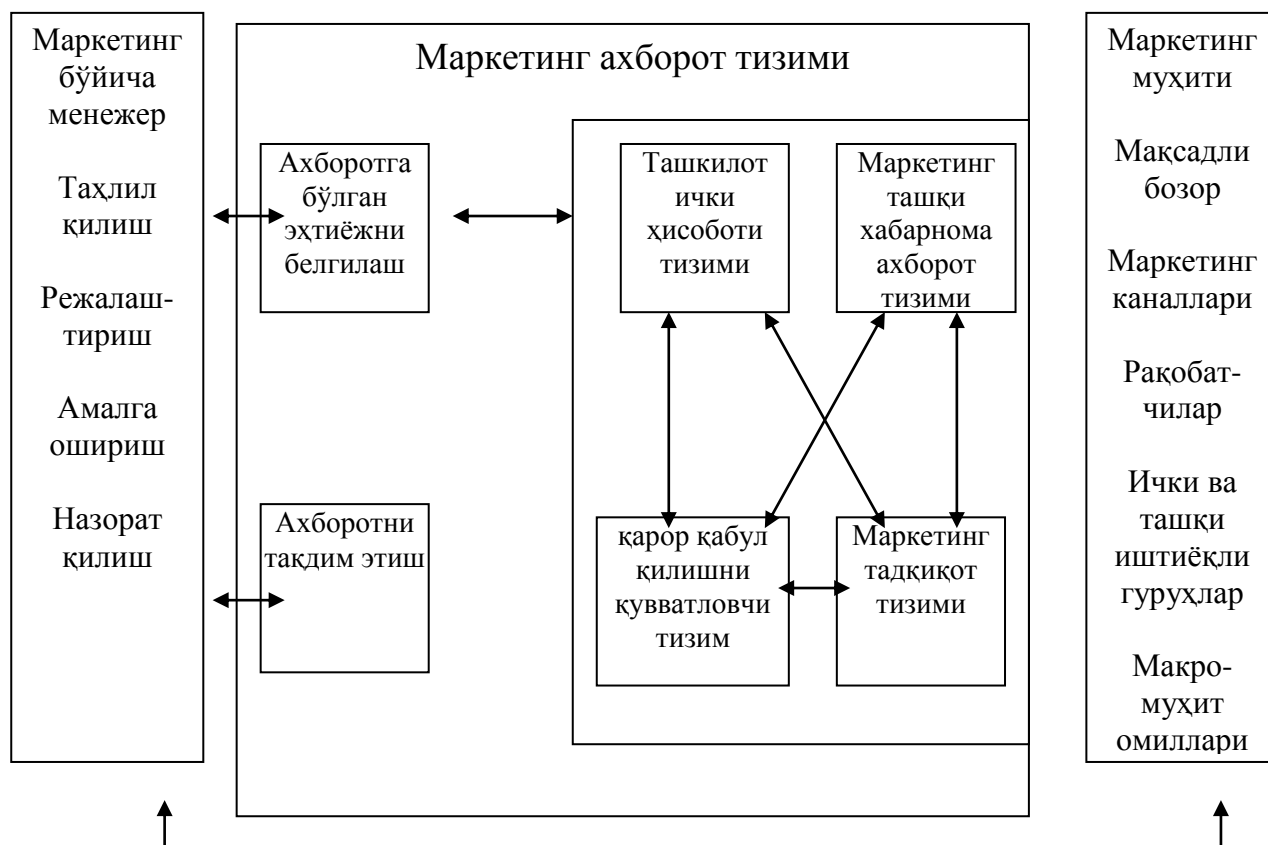 Маркетинг
бўйича
менежер
Таҳлил
қилиш
Режалаш-
тириш
Амалга
ошириш
Назорат
қилиш
Маркетинг ахборот тизими
Ахборотга
бўлган
эҳтиёжни
белгилаш
Ташкилот
ички
ҳисоботи
тизими
Маркетинг
ташқи
хабарнома
ахборот
тизими
Ахборотни
тақдим этиш
қарор қабул
қилишни
қувватловчи
тизим
Маркетинг
тадқиқот
тизими
Маркетинг
муҳити
Мақсадли
бозор
Маркетинг
каналлари
Рақобат-
чилар
Ички ва
ташқи
иштиёқли
гуруҳлар
Макро-
муҳит
омиллари